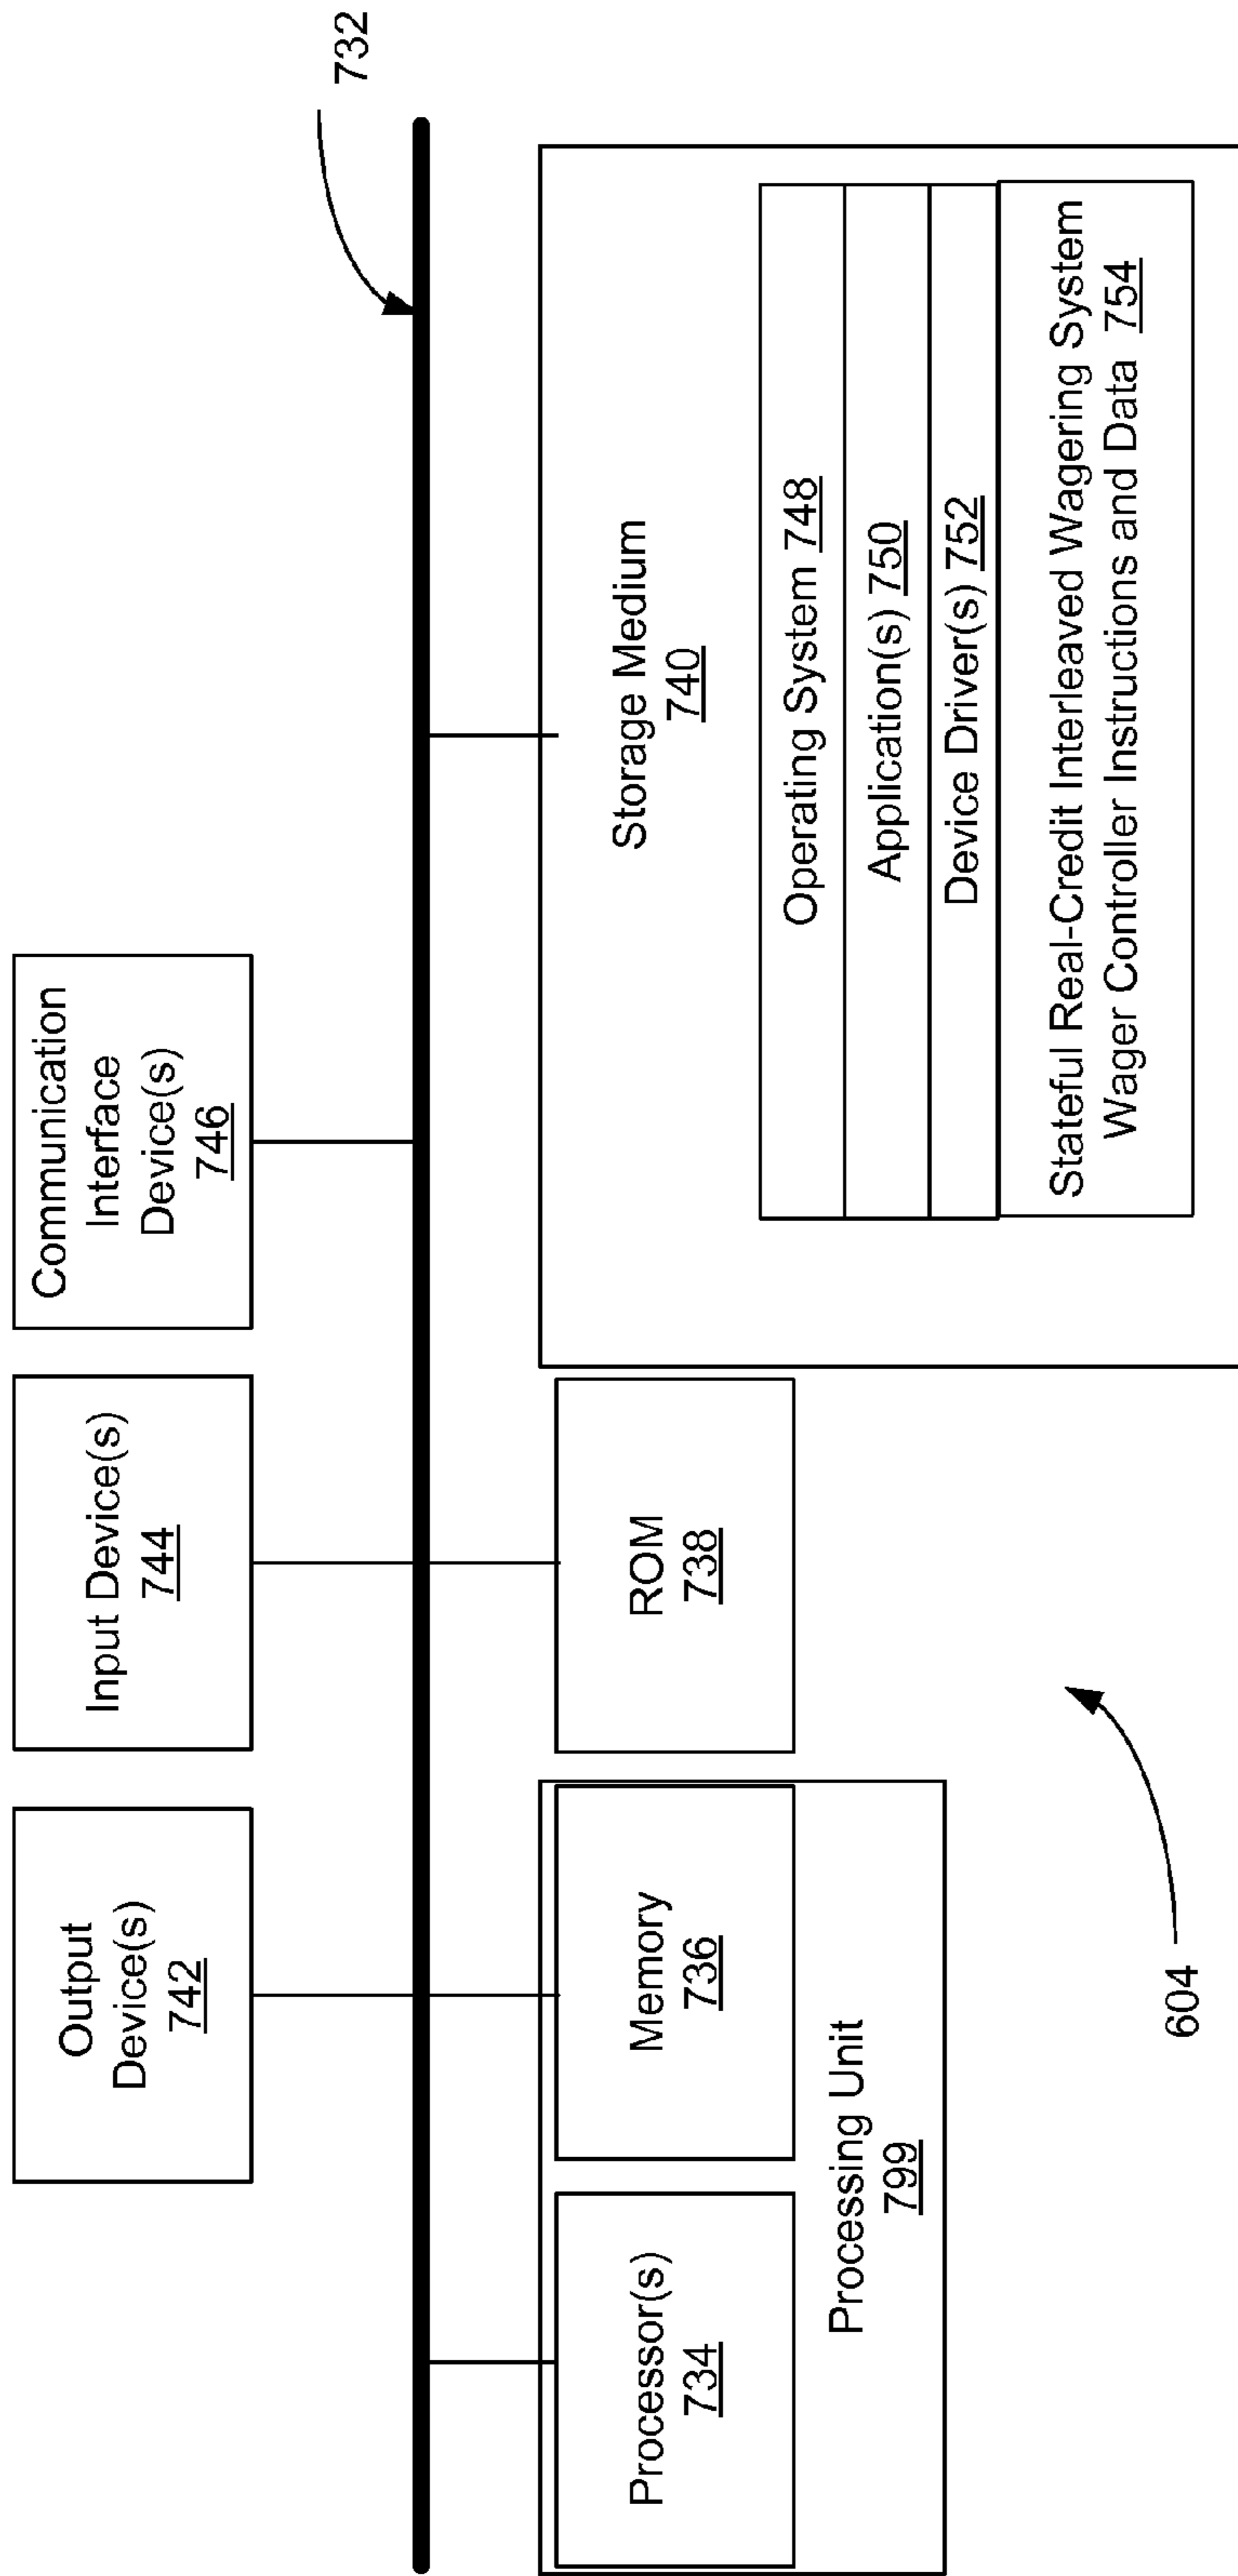 732
Output
Device(s)
742
Input Device(s)
744
Communication
Interface
Device(s)
746
Processor(s)
734
Memory
736
Processing Unit
799
ROM
738
Storage Medium
740
Operating System 748
Application(s) 750
Device Driver(s) 752
Stateful Real-Credit Interleaved Wagering System
Wager Controller Instructions and Data 754
604